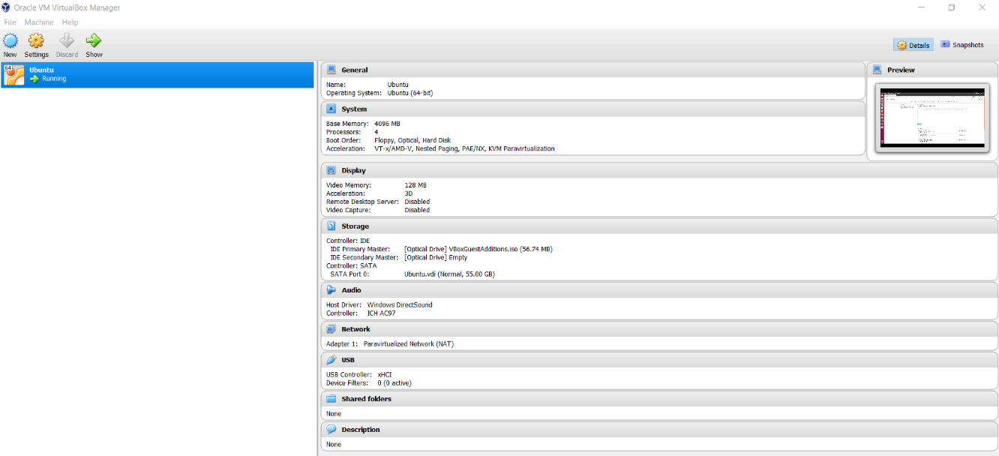 Oracle VM VirtualBox Manager
File Machine Help
New Settings Discard Show
Details Snapshots
64
Ubuntu
Running
General
Name: Ubuntu
Operating System: Ubuntu (64-bit)
System
Base Memory: 4096 MB
Processors: 4
Boot Order: Floppy, Optical, Hard Disk
Acceleration: VT-x/AMD-V, Nested Paging, PAE/NX, KVM Paravirtualization
Preview
Display
Video Memory: 128 MB
Acceleration: 3D
Remote Desktop Server: Disabled
Video Capture: Disabled
Storage
Controller: IDE
IDE Primary Master: [Optical Drive] VBoxGuestAdditions.iso (56.74 MB)
IDE Secondary Master: [Optical Drive] Empty
Controller: SATA
SATA Port 0: Ubuntu.vdi (Normal, 55.00 GB)
Audio
Host Driver: Windows DirectSound
Controller: ICH AC97
Network
Adapter 1: Paravirtualized Network (NAT)
USB
USB Controller: xHCI
Device Filters: 0 (0 active)
Shared folders
None
Description
None